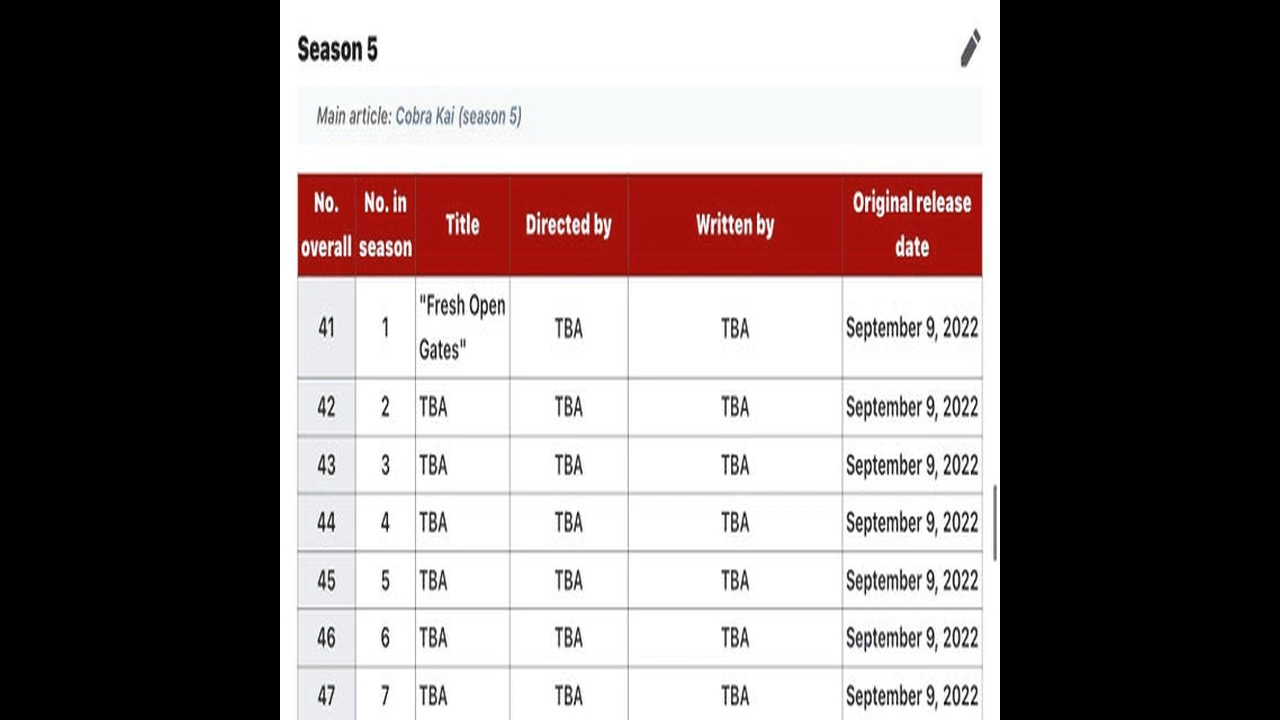 Season 5
Main article: Cobra Kai (season 5)
No. overall No. in season Title Directed by Written by Original release date
41 1 "Fresh Open Gates" TBA TBA September 9, 2022
42 2 TBA TBA TBA September 9, 2022
43 3 TBA TBA TBA September 9, 2022
44 4 TBA TBA TBA September 9, 2022
45 5 TBA TBA TBA September 9, 2022
46 6 TBA TBA TBA September 9, 2022
47 7 TBA TBA TBA September 9, 2022